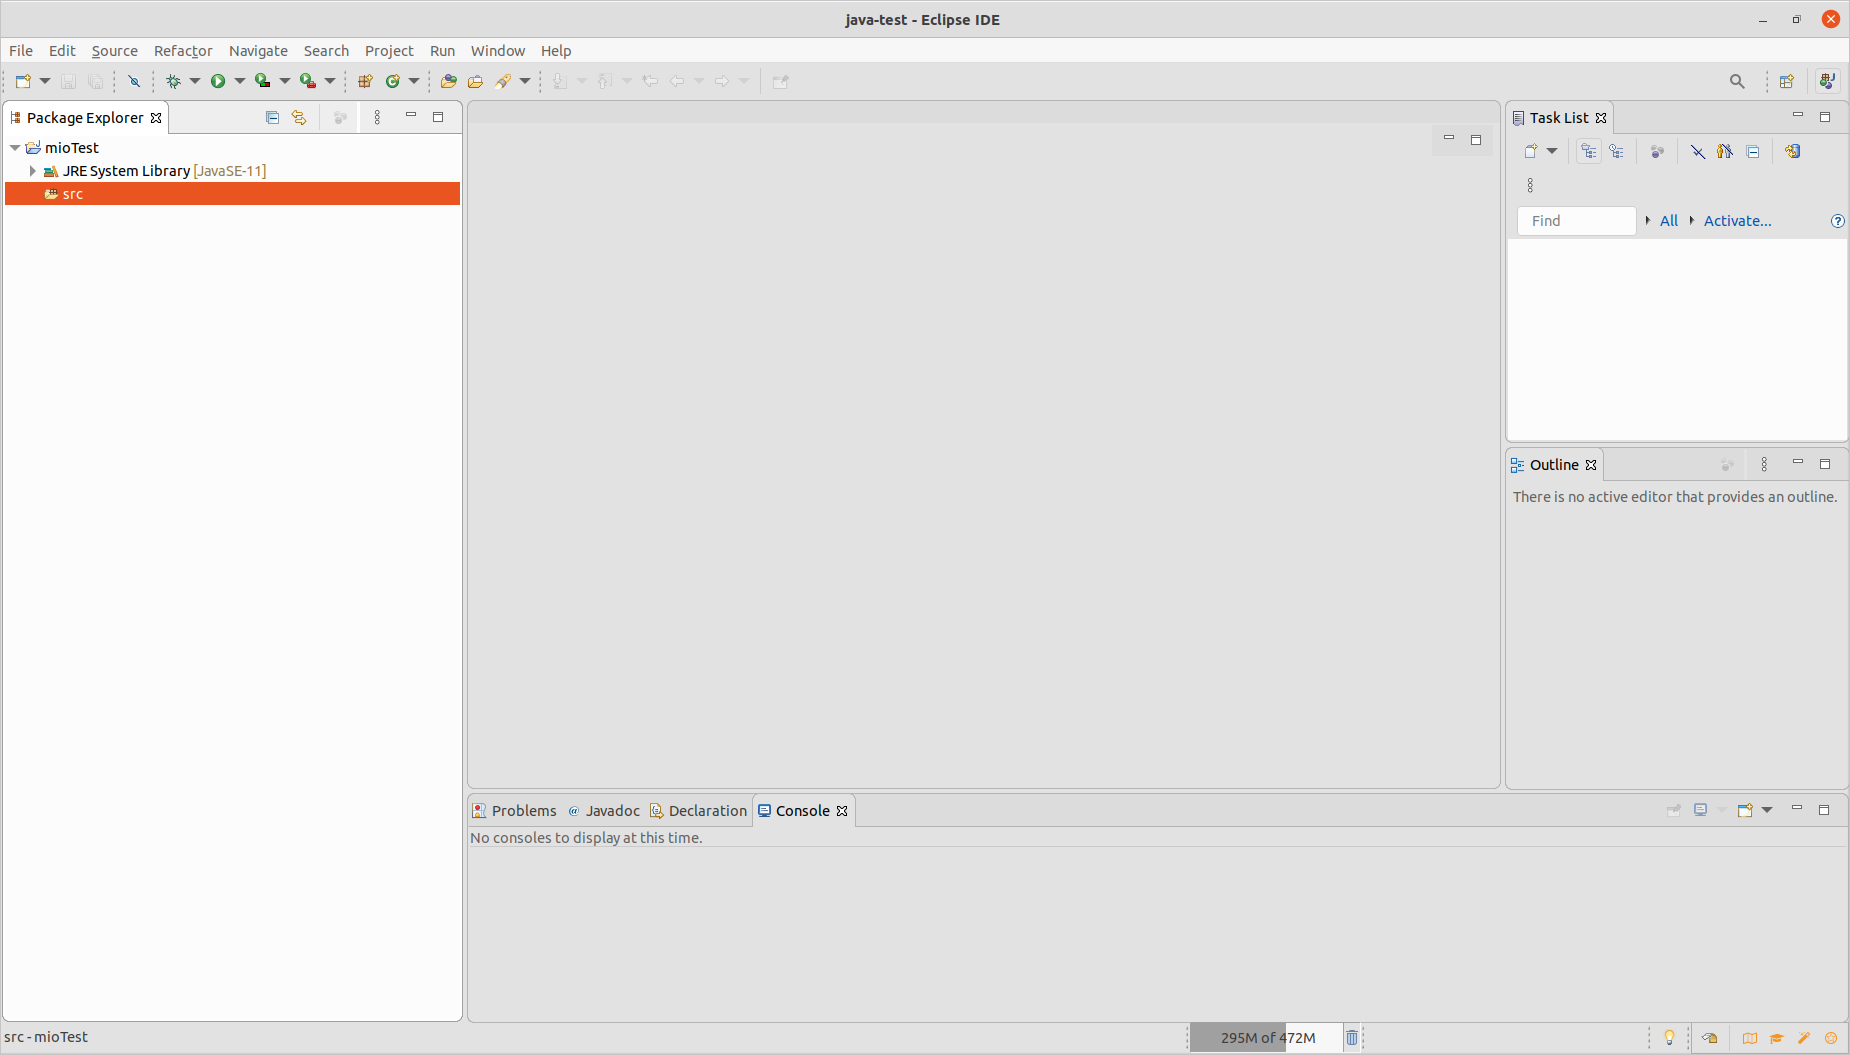 java-test - Eclipse IDE
File Edit Source Refactor Navigate Search Project Run Window Help
Package Explorer
mioTest
JRE System Library [JavaSE-11]
src
Task List
Find
All
Activate...
Outline
There is no active editor that provides an outline.
Problems
Javadoc
Declaration
Console
No consoles to display at this time.
src - mioTest
295M of 472M